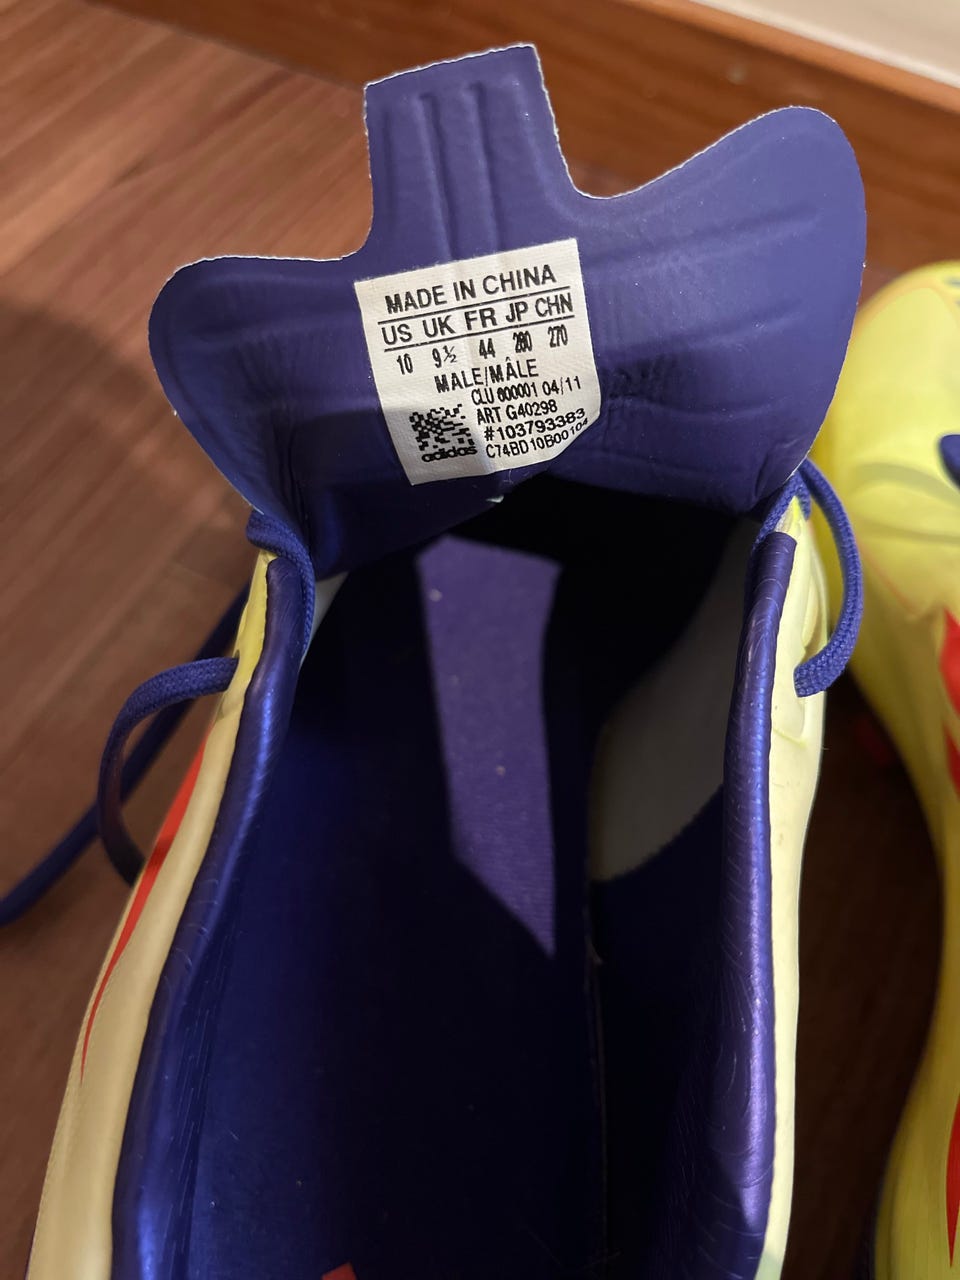 MADE IN CHINA
US UK FR JP CHN
10 9½ 44 280 270
MALE/MÂLE
CLU 600001 04/11
ART G40298
#103793383
adidas C74BD10B00104